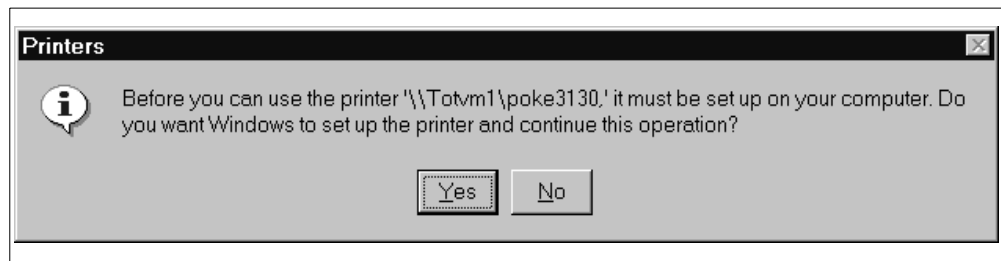 Printers
Before you can use the printer '\\Totvm1\poke3130,' it must be set up on your computer. Do
you want Windows to set up the printer and continue this operation?
Yes No